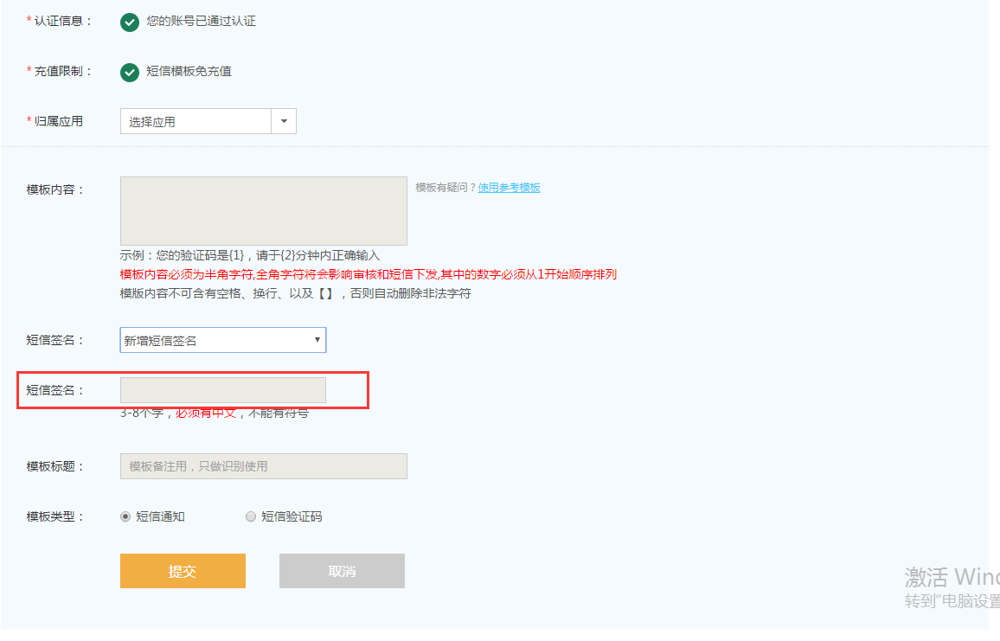 *认证信息： 您的账号已通过认证
*充值限制： 短信模板免充值
*归属应用 选择应用
模板内容： 模板有疑问？使用参考模板
示例：您的验证码是{1}，请于{2}分钟内正确输入
模板内容必须为半角字符,全角字符将会影响审核和短信下发,其中的数字必须从1开始顺序排列
模版内容不可含有空格、换行、以及【】，否则自动删除非法字符
短信签名： 新增短信签名
短信签名：
3-8个字，必须有中文，不能有符号
模板标题： 模板备注用，只做识别使用
模板类型： 短信通知 短信验证码
提交 取消
激活 Winc
转到"电脑设置